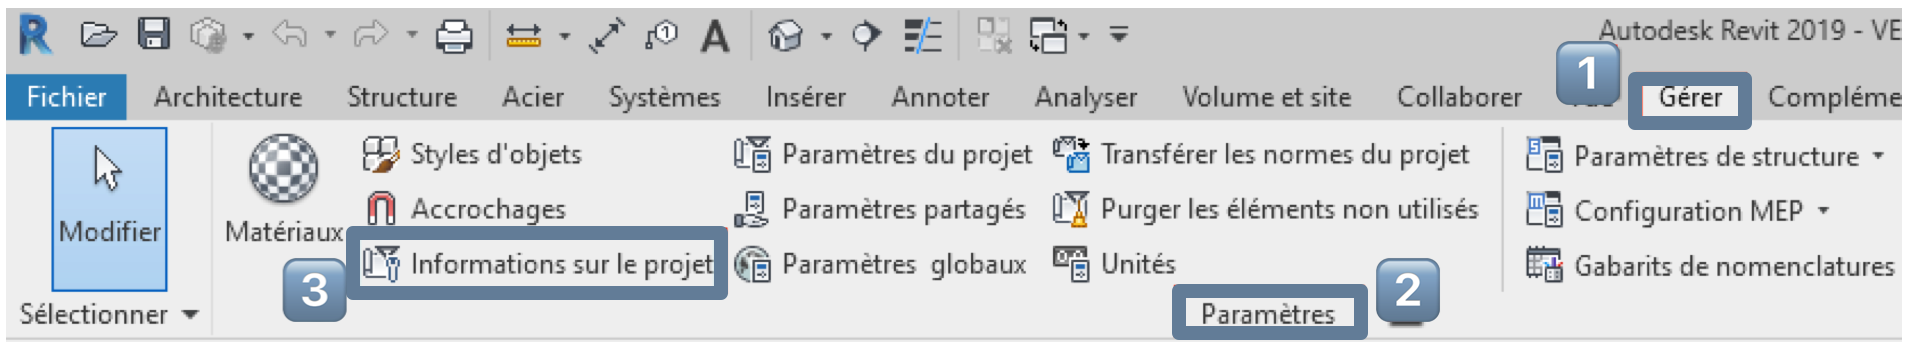 Autodesk Revit 2019 - VE
1
Fichier Architecture Structure Acier Systèmes Insérer Annoter Analyser Volume et site Collaborer Gérer Compléme
Styles d'objets Paramètres du projet Transférer les normes du projet Paramètres de structure
Modifier Matériaux Accrochages Paramètres partagés Purger les éléments non utilisés Configuration MEP
Informations sur le projet Paramètres globaux Unités Gabarits de nomenclatures
3 2
Sélectionner Paramètres